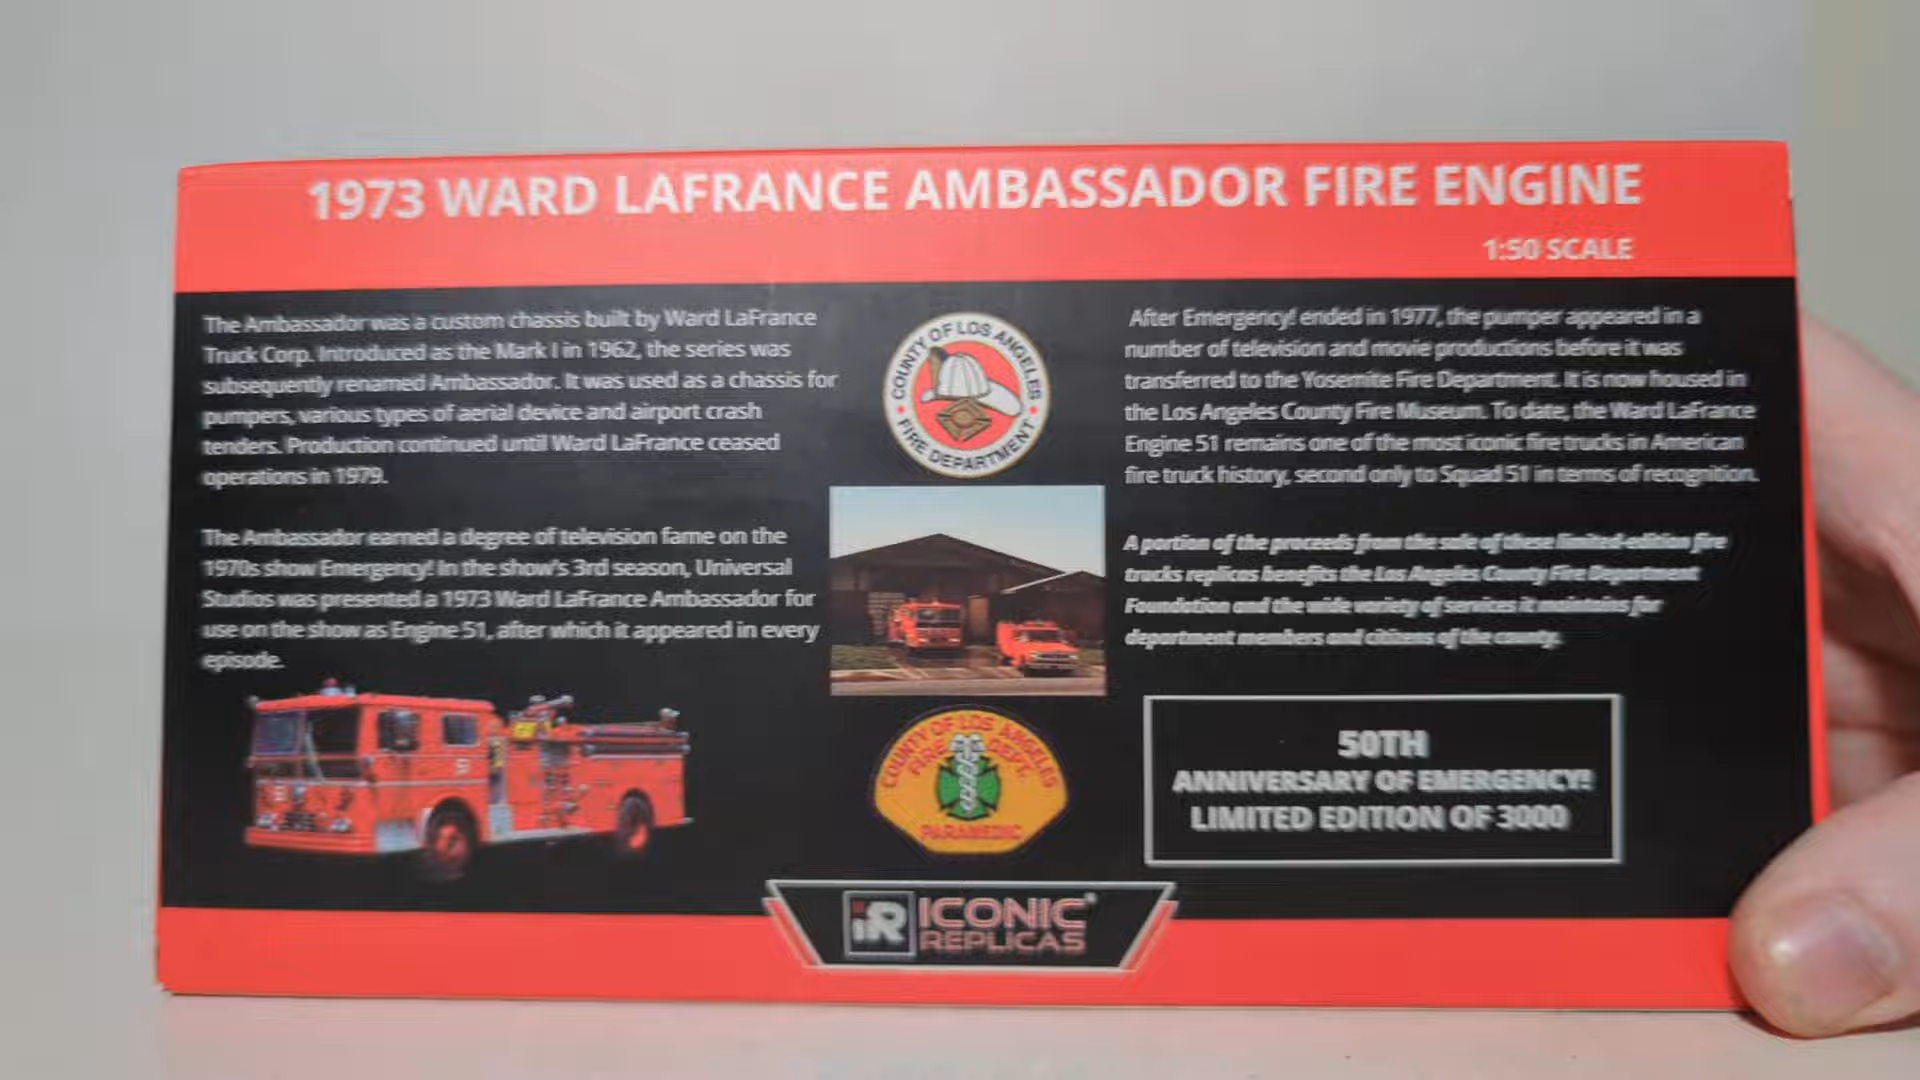 1973 WARD LAFRANCE AMBASSADOR FIRE ENGINE
1:50 SCALE
The Ambassador was a custom chassis built by Ward LaFrance
Truck Corp. Introduced as the Mark I in 1962, the series was
subsequently renamed Ambassador. It was used as a chassis for
pumpers, various types of aerial device and airport crash
tenders. Production continued until Ward LaFrance ceased
operations in 1979.
The Ambassador earned a degree of television fame on the
1970s show Emergency! In the show's 3rd season, Universal
Studios was presented a 1973 Ward LaFrance Ambassador for
use on the show as Engine 51, after which it appeared in every
episode.
COUNTY OF LOS ANGELES
FIRE DEPARTMENT
COUNTY OF LOS ANGELES
FIRE DEPT.
PARAMEDIC
After Emergency! ended in 1977, the pumper appeared in a
number of television and movie productions before it was
transferred to the Yosemite Fire Department. It is now housed in
the Los Angeles County Fire Museum. To date, the Ward LaFrance
Engine 51 remains one of the most iconic fire trucks in American
fire truck history, second only to Squad 51 in terms of recognition.
A portion of the proceeds from the sale of these limited-edition fire
trucks replicas benefits the Los Angeles County Fire Department
Foundation and the wide variety of services it maintains for
department members and citizens of the county.
50TH
ANNIVERSARY OF EMERGENCY!
LIMITED EDITION OF 3000
iR ICONIC
REPLICAS